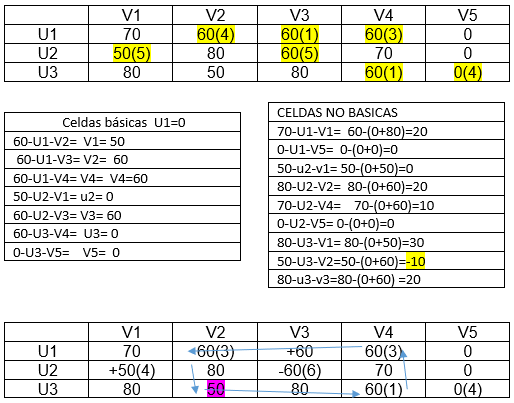 V1 V2 V3 V4 V5
U1 70 60(4) 60(1) 60(3) 0
U2 50(5) 80 60(5) 70 0
U3 80 50 80 60(1) 0(4)
Celdas básicas U1=0
60-U1-V2= V1= 50
60-U1-V3= V2= 60
60-U1-V4= V4= V4=60
50-U2-V1= u2= 0
60-U2-V3= V3= 60
60-U3-V4= U3= 0
0-U3-V5= V5= 0
CELDAS NO BASICAS
70-U1-V1= 60-(0+80)=20
0-U1-V5= 0-(0+0)=0
50-u2-v1= 50-(0+50)=0
80-U2-V2= 80-(0+60)=20
70-U2-V4= 70-(0+60)=10
0-U2-V5= 0-(0+0)=0
80-U3-V1= 80-(0+50)=30
50-U3-V2=50-(0+60)=-10
80-u3-v3=80-(0+60) =20
V1 V2 V3 V4 V5
U1 70 -60(3) +60 60(3) 0
U2 +50(4) 80 -60(6) 70 0
U3 80 50 80 60(1) 0(4)